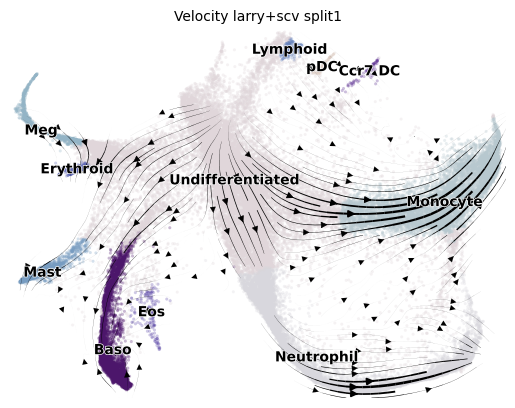 Velocity larry+scv split1
Lymphoid
pDC
Ccr7 DC
Meg
Erythroid
Undifferentiated
Monocyte
Mast
Eos
Baso
Neutrophil